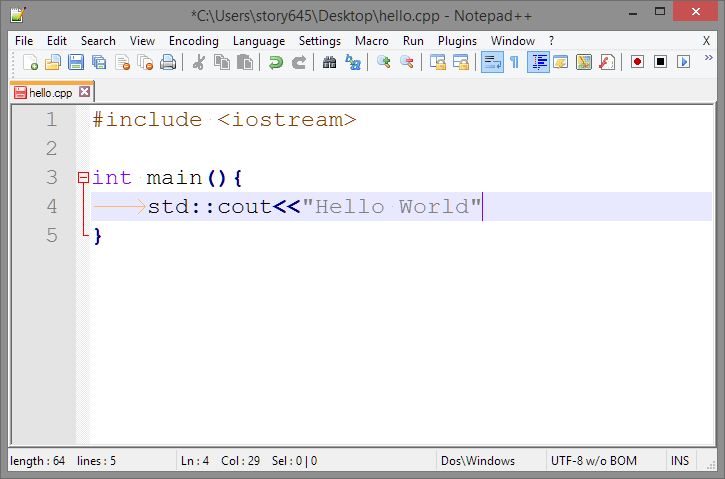 *C:\Users\story645\Desktop\hello.cpp - Notepad++
File Edit Search View Encoding Language Settings Macro Run Plugins Window ? X
hello.cpp
1 #include <iostream>
2
3 int main(){
4 std::cout<<"Hello World"
5 }
length : 64 lines : 5 Ln : 4 Col : 29 Sel : 0 | 0 Dos\Windows UTF-8 w/o BOM INS